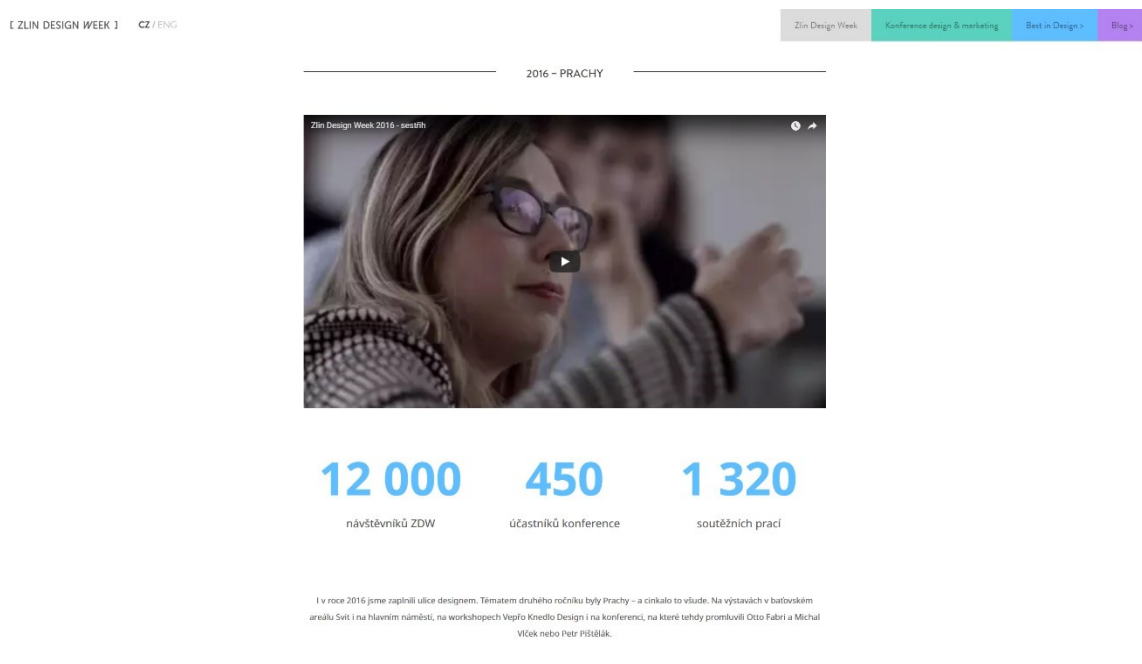 [ ZLIN DESIGN WEEK ] CZ / ENG Zlin Design Week Konference design & marketing Best in Design > Blog >
2016 – PRACHY
Zlin Design Week 2016 - sestřih
12 000 450 1 320
návštěvníků ZDW účastníků konference soutěžních prací
I v roce 2016 jsme zaplnili ulice designem. Tématem druhého ročníku byly Prachy – a cinkalo to všude. Na výstavách v baťovském
areálu Svit i na hlavním náměstí, na workshopech Vepřo Knedlo Design i na konferenci, na které tehdy promluvili Otto Fabri a Michal
Vlček nebo Petr Pištělák.